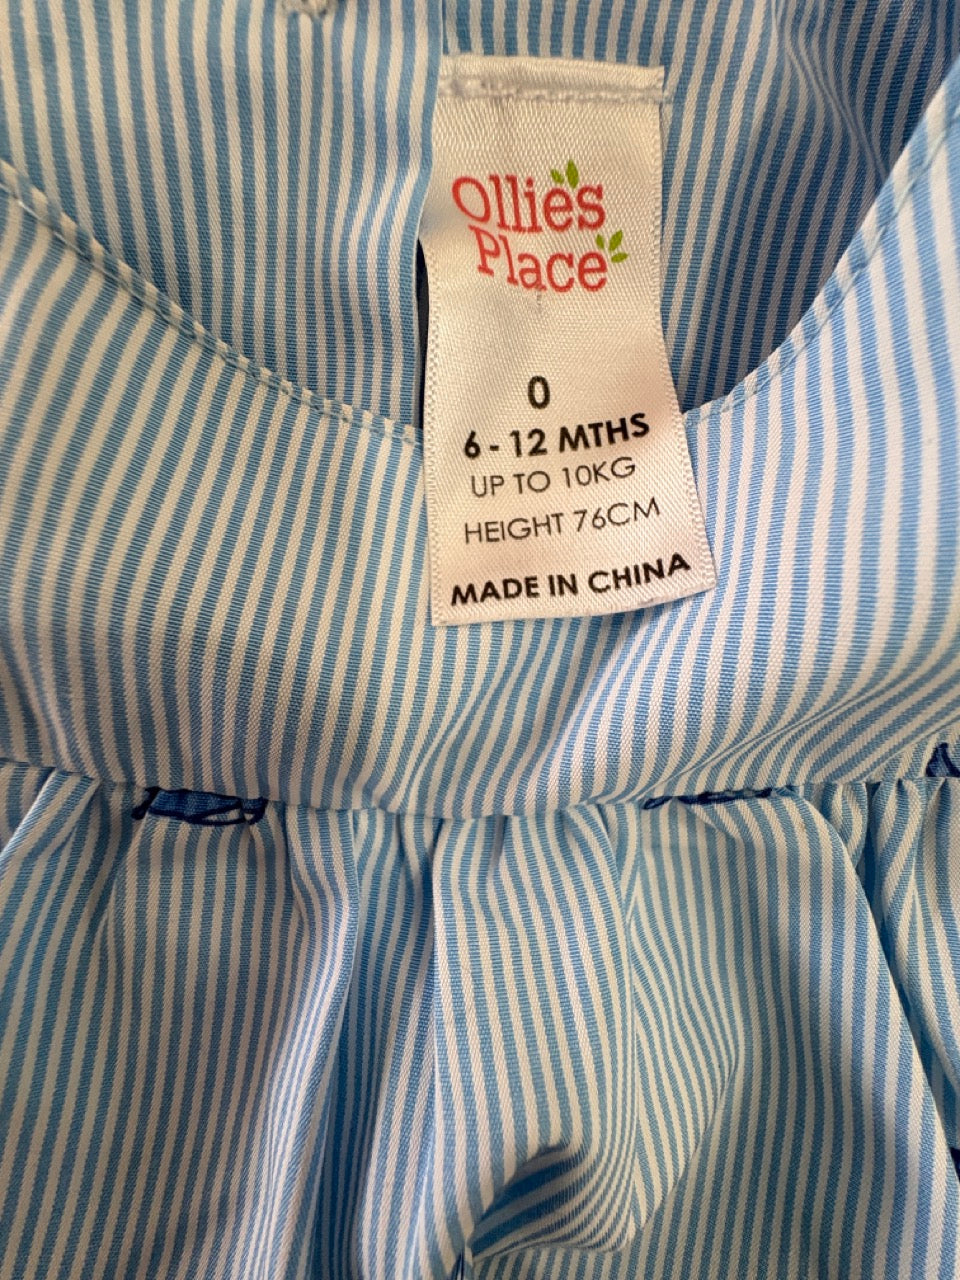 Ollie's
Place
0
6 - 12 MTHS
UP TO 10KG
HEIGHT 76CM
MADE IN CHINA